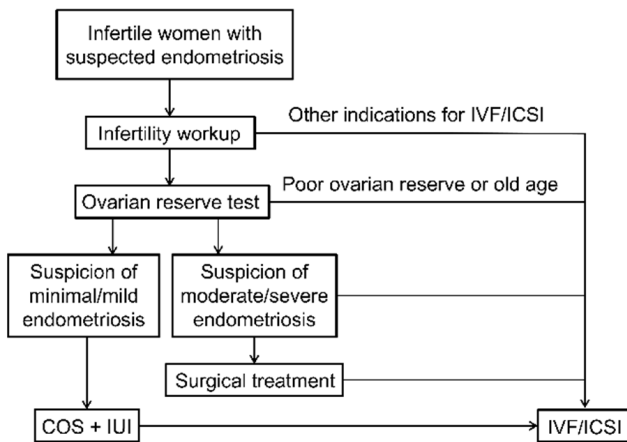 Infertile women with
suspected endometriosis
Other indications for IVF/ICSI
Infertility workup
Poor ovarian reserve or old age
Ovarian reserve test
Suspicion of
minimal/mild
endometriosis
Suspicion of
moderate/severe
endometriosis
Surgical treatment
COS + IUI
IVF/ICSI